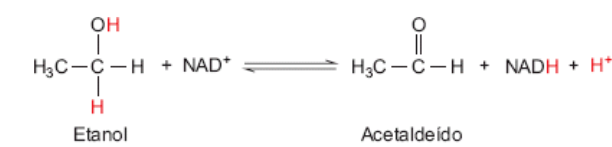 OH O
H₃C — C — H + NAD⁺ ⇌ H₃C — C — H + NADH + H⁺
H
Etanol Acetaldeído